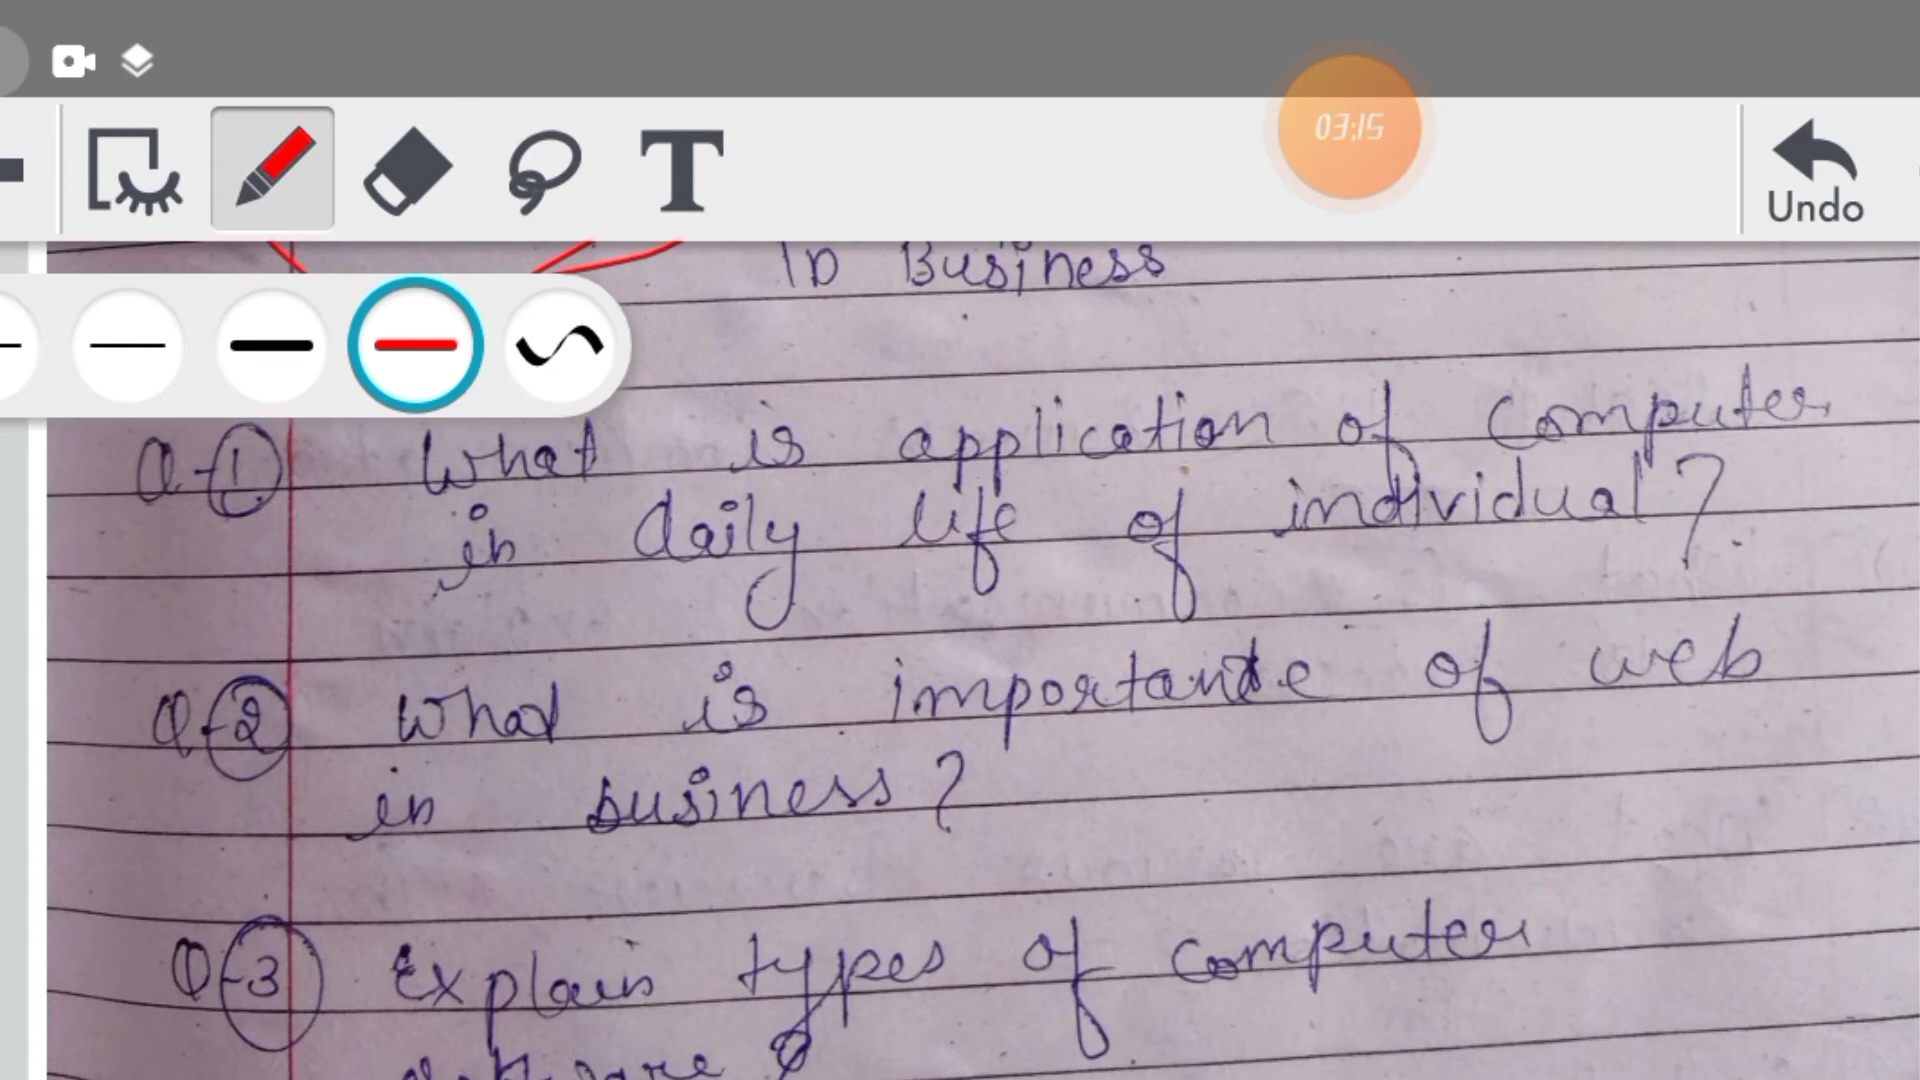 03:15
Undo
In Business
Q-1 What is application of Computer
in daily life of individual?
Q-2 What is importance of web
in business?
Q-3 Explain types of Computer